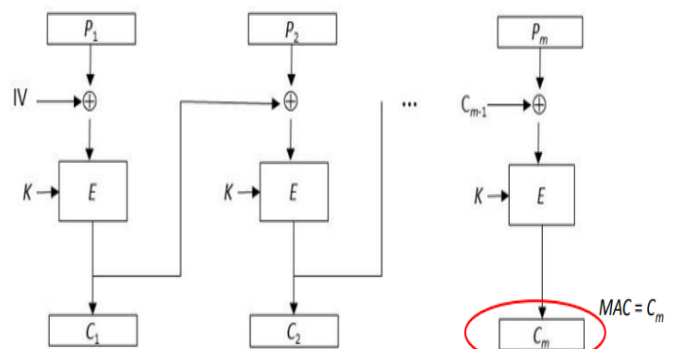 P₁ P₂ Pₘ
IV ... Cₘ₋₁
K E K E K E
MAC = Cₘ
C₁ C₂ Cₘ